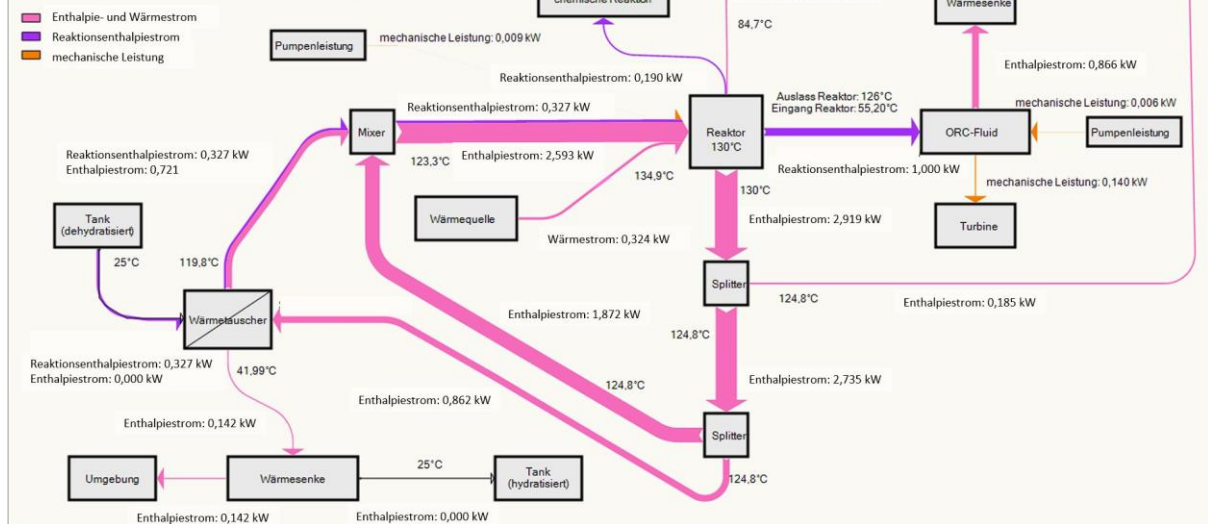 chemische Reaktion
Wärmesenke
Enthalpie- und Wärmestrom
Reaktionsenthalpiestrom
mechanische Leistung
84,7°C
Pumpenleistung
mechanische Leistung: 0,009 kW
Enthalpiestrom: 0,866 kW
Reaktionsenthalpiestrom: 0,190 kW
Auslass Reaktor: 126°C
Eingang Reaktor: 55,20°C
mechanische Leistung: 0,006 kW
Reaktionsenthalpiestrom: 0,327 kW
Mixer
Reaktor
130°C
ORC-Fluid
Pumpenleistung
Reaktionsenthalpiestrom: 0,327 kW
Enthalpiestrom: 0,721
123,3°C
Enthalpiestrom: 2,593 kW
134,9°C
Reaktionsenthalpiestrom: 1,000 kW
130°C
mechanische Leistung: 0,140 kW
Tank
(dehydratisiert)
Wärmequelle
Enthalpiestrom: 2,919 kW
Turbine
Wärmestrom: 0,324 kW
25°C
119,8°C
Splitter
124,8°C
Enthalpiestrom: 0,185 kW
Wärmetauscher
Enthalpiestrom: 1,872 kW
124,8°C
Reaktionsenthalpiestrom: 0,327 kW
Enthalpiestrom: 0,000 kW
41,99°C
124,8°C
Enthalpiestrom: 2,735 kW
Enthalpiestrom: 0,862 kW
Enthalpiestrom: 0,142 kW
Splitter
25°C
Umgebung
Wärmesenke
Tank
(hydratisiert)
124,8°C
Enthalpiestrom: 0,142 kW
Enthalpiestrom: 0,000 kW